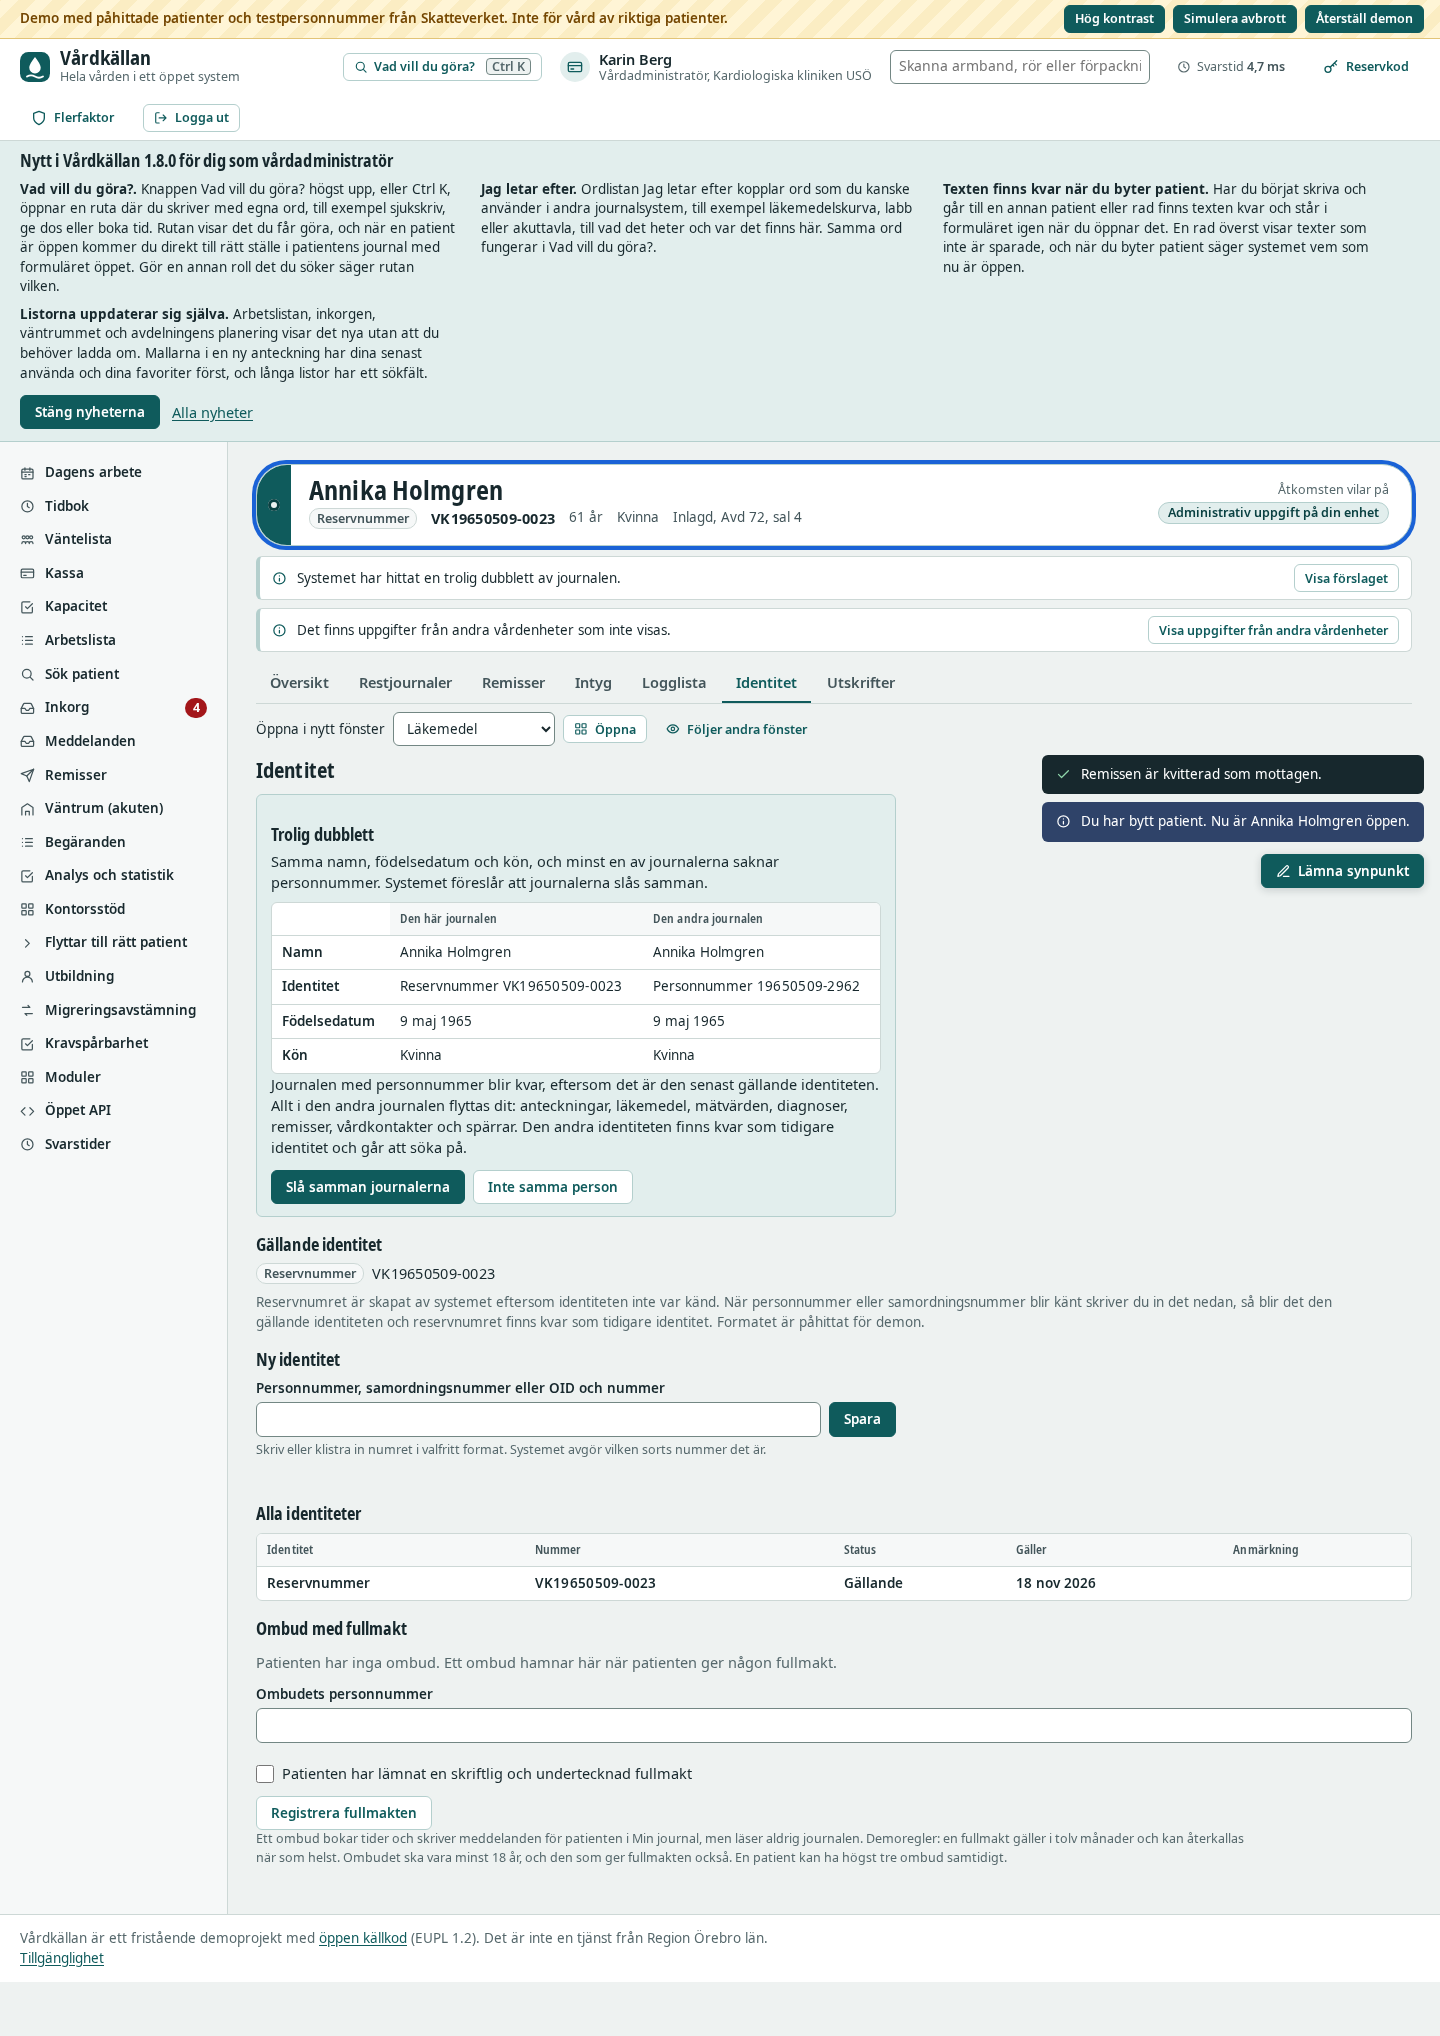 Demo med påhittade patienter och testpersonnummer från Skatteverket. Inte för vård av riktiga patienter.
Hög kontrast
Simulera avbrott
Återställ demon
Vårdkällan
Hela vården i ett öppet system
Vad vill du göra? Ctrl K
Karin Berg
Vårdadministratör, Kardiologiska kliniken USÖ
Skanna armband, rör eller förpackni
Svarstid 4,7 ms
Reservkod
Flerfaktor
Logga ut
Nytt i Vårdkällan 1.8.0 för dig som vårdadministratör
Vad vill du göra?. Knappen Vad vill du göra? högst upp, eller Ctrl K,
öppnar en ruta där du skriver med egna ord, till exempel sjukskriv,
ge dos eller boka tid. Rutan visar det du får göra, och när en patient
är öppen kommer du direkt till rätt ställe i patientens journal med
formuläret öppet. Gör en annan roll det du söker säger rutan
vilken.
Jag letar efter. Ordlistan Jag letar efter kopplar ord som du kanske
använder i andra journalsystem, till exempel läkemedelskurva, labb
eller akuttavla, till vad det heter och var det finns här. Samma ord
fungerar i Vad vill du göra?.
Texten finns kvar när du byter patient. Har du börjat skriva och
går till en annan patient eller rad finns texten kvar och står i
formuläret igen när du öppnar det. En rad överst visar texter som
inte är sparade, och när du byter patient säger systemet vem som
nu är öppen.
Listorna uppdaterar sig själva. Arbetslistan, inkorgen,
väntrummet och avdelningens planering visar det nya utan att du
behöver ladda om. Mallarna i en ny anteckning har dina senast
använda och dina favoriter först, och långa listor har ett sökfält.
Stäng nyheterna
Alla nyheter
Dagens arbete
Tidbok
Väntelista
Kassa
Kapacitet
Arbetslista
Sök patient
Inkorg 4
Meddelanden
Remisser
Väntrum (akuten)
Begäranden
Analys och statistik
Kontorsstöd
Flyttar till rätt patient
Utbildning
Migreringsavstämning
Kravspårbarhet
Moduler
Öppet API
Svarstider
Annika Holmgren
Reservnummer VK19650509-0023 61 år Kvinna Inlagd, Avd 72, sal 4
Åtkomsten vilar på
Administrativ uppgift på din enhet
Systemet har hittat en trolig dubblett av journalen.
Visa förslaget
Det finns uppgifter från andra vårdenheter som inte visas.
Visa uppgifter från andra vårdenheter
Översikt
Restjournaler
Remisser
Intyg
Logglista
Identitet
Utskrifter
Öppna i nytt fönster
Läkemedel
Öppna
Följer andra fönster
Remissen är kvitterad som mottagen.
Du har bytt patient. Nu är Annika Holmgren öppen.
Lämna synpunkt
Identitet
Trolig dubblett
Samma namn, födelsedatum och kön, och minst en av journalerna saknar
personnummer. Systemet föreslår att journalerna slås samman.
Den här journalen Den andra journalen
Namn Annika Holmgren Annika Holmgren
Identitet Reservnummer VK19650509-0023 Personnummer 19650509-2962
Födelsedatum 9 maj 1965 9 maj 1965
Kön Kvinna Kvinna
Journalen med personnummer blir kvar, eftersom det är den senast gällande identiteten.
Allt i den andra journalen flyttas dit: anteckningar, läkemedel, mätvärden, diagnoser,
remisser, vårdkontakter och spärrar. Den andra identiteten finns kvar som tidigare
identitet och går att söka på.
Slå samman journalerna
Inte samma person
Gällande identitet
Reservnummer VK19650509-0023
Reservnumret är skapat av systemet eftersom identiteten inte var känd. När personnummer eller samordningsnummer blir känt skriver du in det nedan, så blir det den
gällande identiteten och reservnumret finns kvar som tidigare identitet. Formatet är påhittat för demon.
Ny identitet
Personnummer, samordningsnummer eller OID och nummer
Spara
Skriv eller klistra in numret i valfritt format. Systemet avgör vilken sorts nummer det är.
Alla identiteter
Identitet Nummer Status Gäller Anmärkning
Reservnummer VK19650509-0023 Gällande 18 nov 2026
Ombud med fullmakt
Patienten har inga ombud. Ett ombud hamnar här när patienten ger någon fullmakt.
Ombudets personnummer
Patienten har lämnat en skriftlig och undertecknad fullmakt
Registrera fullmakten
Ett ombud bokar tider och skriver meddelanden för patienten i Min journal, men läser aldrig journalen. Demoregler: en fullmakt gäller i tolv månader och kan återkallas
när som helst. Ombudet ska vara minst 18 år, och den som ger fullmakten också. En patient kan ha högst tre ombud samtidigt.
Vårdkällan är ett fristående demoprojekt med öppen källkod (EUPL 1.2). Det är inte en tjänst från Region Örebro län.
Tillgänglighet